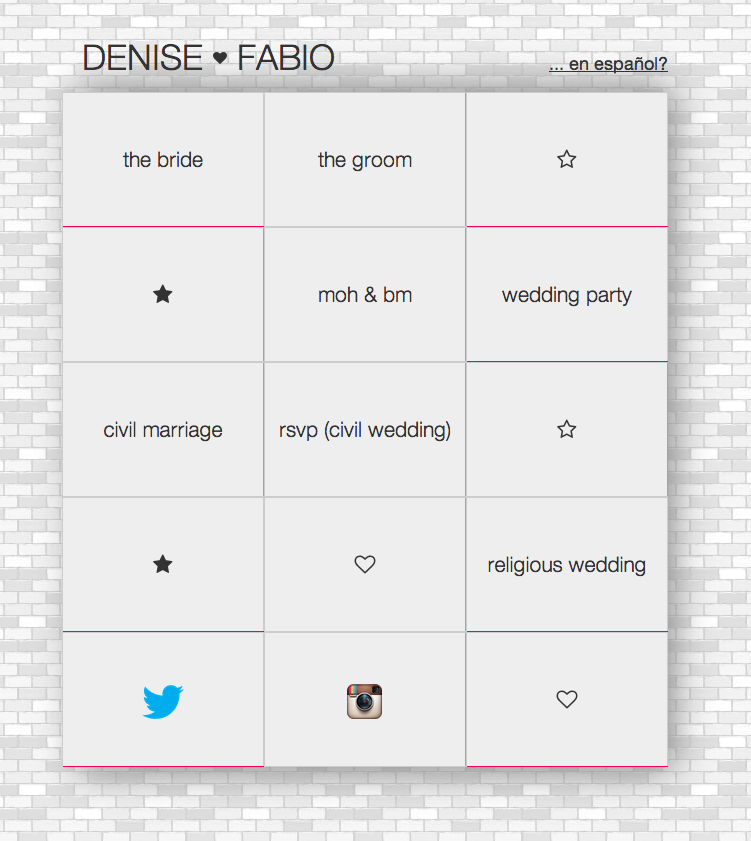 DENISE ♥ FABIO
... en español?
the bride
the groom
moh & bm
wedding party
civil marriage
rsvp (civil wedding)
religious wedding